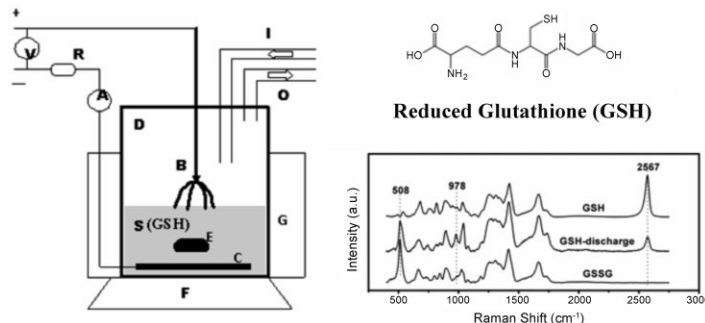 +
V
R
A
–
I
O
D
B
S (GSH)
E
C
G
F
SH
HO
O
NH₂
O
H
N
O
H
N
O
OH
Reduced Glutathione (GSH)
508
978
2567
GSH
GSH-discharge
GSSG
Intensity (a.u.)
500
1000
1500
2000
2500
300
Raman Shift (cm⁻¹)